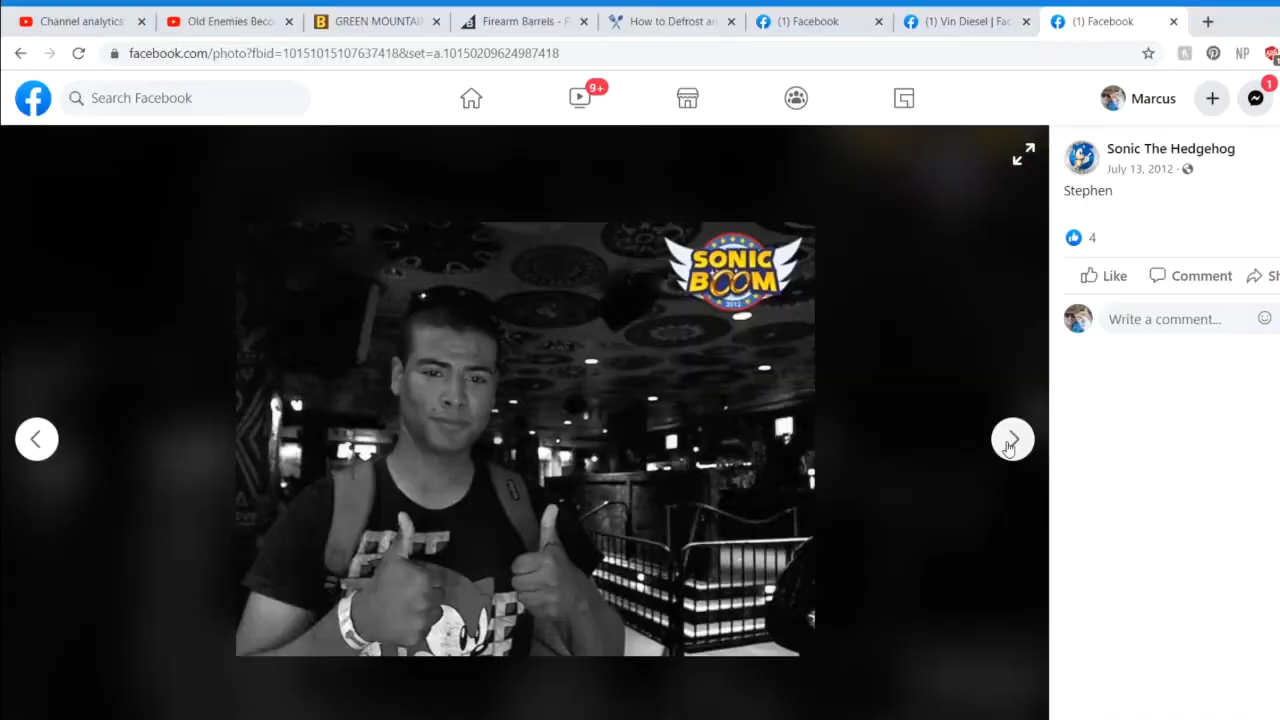 Channel analytics
Old Enemies Beco
GREEN MOUNTAI
Firearm Barrels - F
How to Defrost an
(1) Facebook
(1) Vin Diesel | Fac
(1) Facebook
facebook.com/photo?fbid=10151015107637418&set=a.10150209624987418
NP
Search Facebook
9+
Marcus
1
Sonic The Hedgehog
July 13, 2012
Stephen
4
Like
Comment
Sh
Write a comment...
SONIC
BOOM
2012